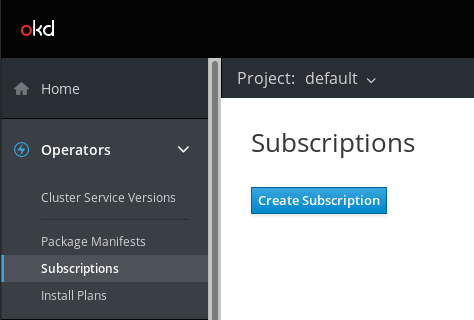 okd
Home
Project: default
Operators
Subscriptions
Cluster Service Versions
Create Subscription
Package Manifests
Subscriptions
Install Plans